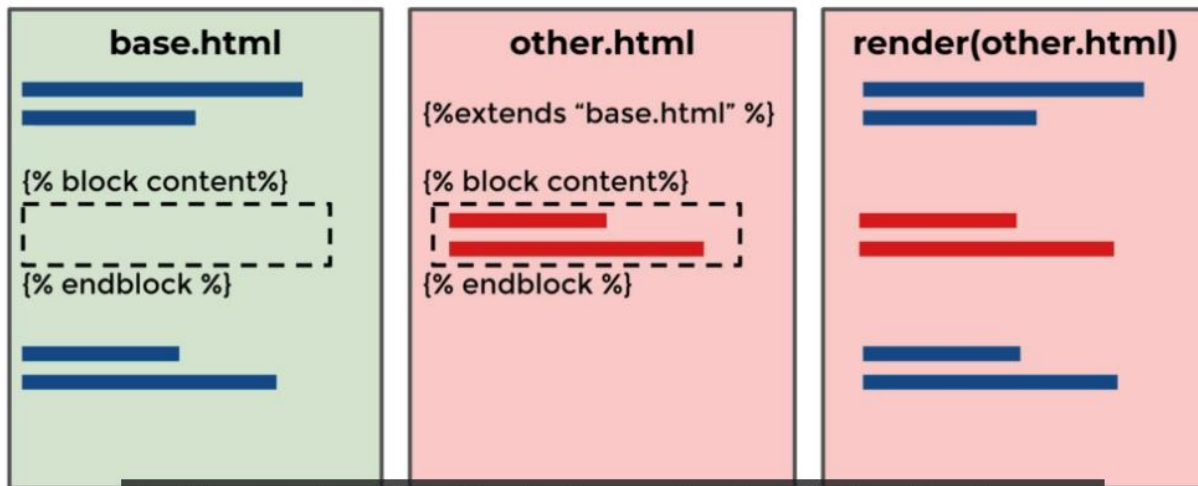 base.html
{% block content%}
{% endblock %}
other.html
{%extends “base.html” %}
{% block content%}
{% endblock %}
render(other.html)